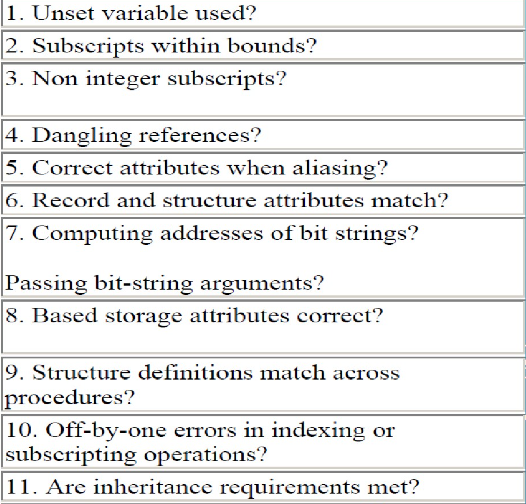 1. Unset variable used?
2. Subscripts within bounds?
3. Non integer subscripts?
4. Dangling references?
5. Correct attributes when aliasing?
6. Record and structure attributes match?
7. Computing addresses of bit strings?
Passing bit-string arguments?
8. Based storage attributes correct?
9. Structure definitions match across
procedures?
10. Off-by-one errors in indexing or
subscripting operations?
11. Are inheritance requirements met?